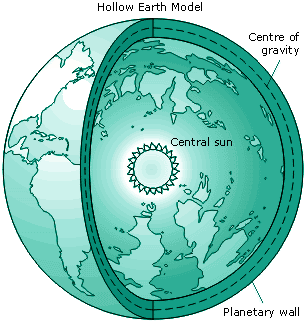 Hollow Earth Model
Centre of
gravity
Central sun
Planetary wall